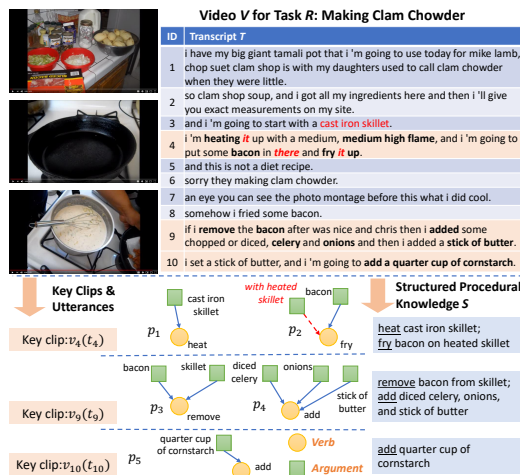 Video V for Task R: Making Clam Chowder
ID Transcript T
1 i have my big giant tamali pot that i 'm going to use today for mike lamb,
chop suet clam shop is with my daughters used to call clam chowder
when they were little.
2 so clam shop soup, and i got all my ingredients here and then i 'll give
you exact measurements on my site.
3 and i'm going to start with a cast iron skillet.
4 i 'm heating it up with a medium, medium high flame, and i 'm going to
put some bacon in there and fry it up.
5 and this is not a diet recipe.
6 sorry they making clam chowder.
7 an eye you can see the photo montage before this what i did cool.
8 somehow i fried some bacon.
9 if i remove the bacon after was nice and chris then i added some
chopped or diced, celery and onions and then i added a stick of butter.
10 i set a stick of butter, and i 'm going to add a quarter cup of cornstarch.
Key Clips &
Utterances
Structured Procedural
Knowledge S
Key clip:v4(t4)
p1
cast iron
skillet
heat
with heated
skillet
p2
bacon
fry
heat cast iron skillet;
fry bacon on heated skillet
Key clip:v9(t9)
bacon
skillet
p3
remove
diced
celery
onions
p4
add
stick of
butter
remove bacon from skillet;
add diced celery, onions,
and stick of butter
Key clip:v10(t10)
p5
quarter cup
of cornstarch
add
Verb
Argument
add quarter cup of
cornstarch